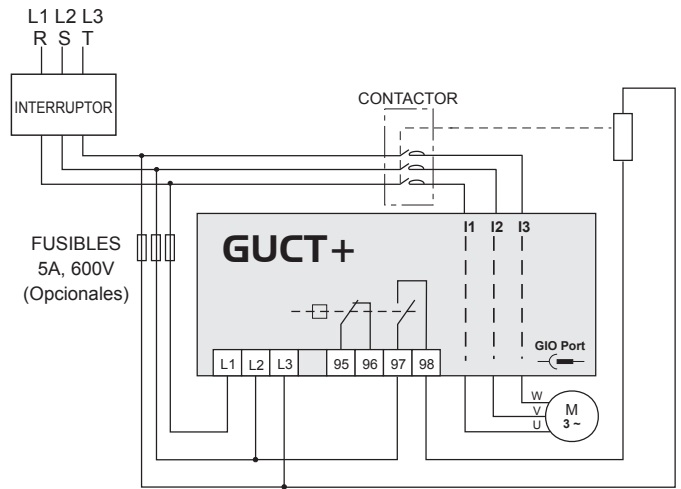 L1 L2 L3
R S T
INTERRUPTOR
CONTACTOR
FUSIBLES
5A, 600V
(Opcionales)
GUCT+
I1 I2 I3
GIO Port
L1 L2 L3 95 96 97 98
W
V
U
M
3 ~